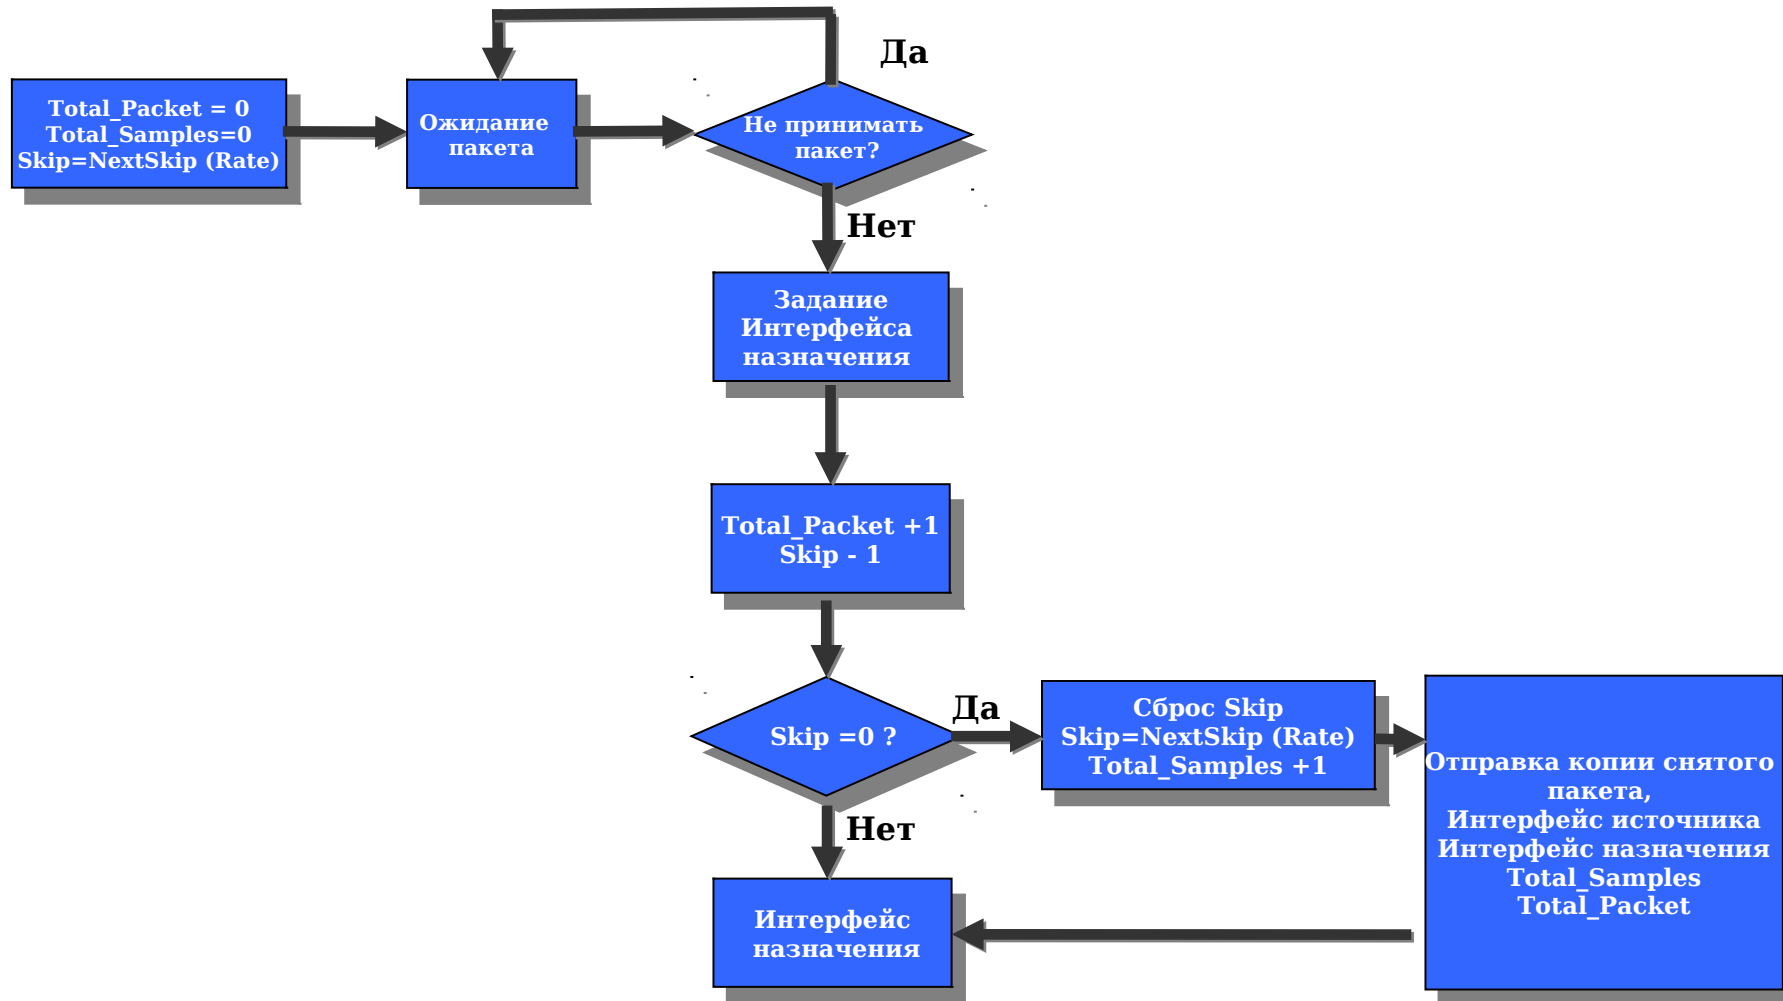 Да
Total_Packet = 0
Total_Samples=0
Skip=NextSkip (Rate)
Ожидание
пакета
Не принимать
пакет?
Нет
Задание
Интерфейса
назначения
Total_Packet +1
Skip - 1
Skip =0 ?
Да
Сброс Skip
Skip=NextSkip (Rate)
Total_Samples +1
Отправка копии снятого
пакета,
Интерфейс источника
Интерфейс назначения
Total_Samples
Total_Packet
Нет
Интерфейс
назначения